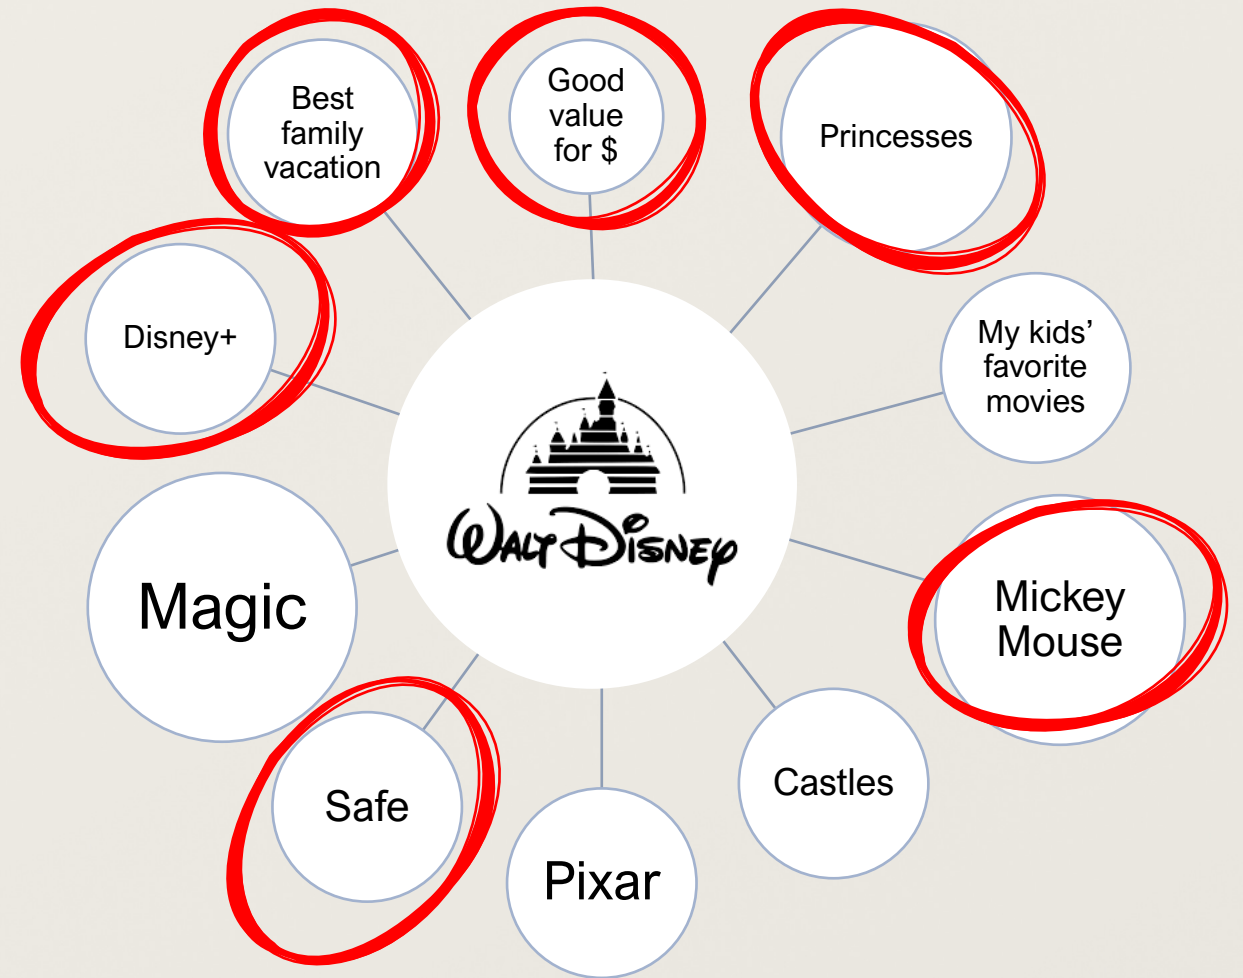 Best
family
vacation
Good
value
for $
Princesses
Disney+
My kids’
favorite
movies
WALT DISNEY
Magic
Mickey
Mouse
Safe
Castles
Pixar